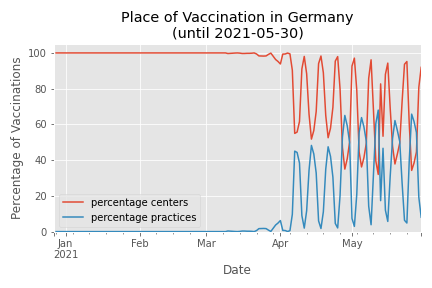 Place of Vaccination in Germany
(until 2021-05-30)
Percentage of Vaccinations
100
80
60
40
20
0
percentage centers
percentage practices
Jan
2021
Feb
Mar
Apr
May
Date